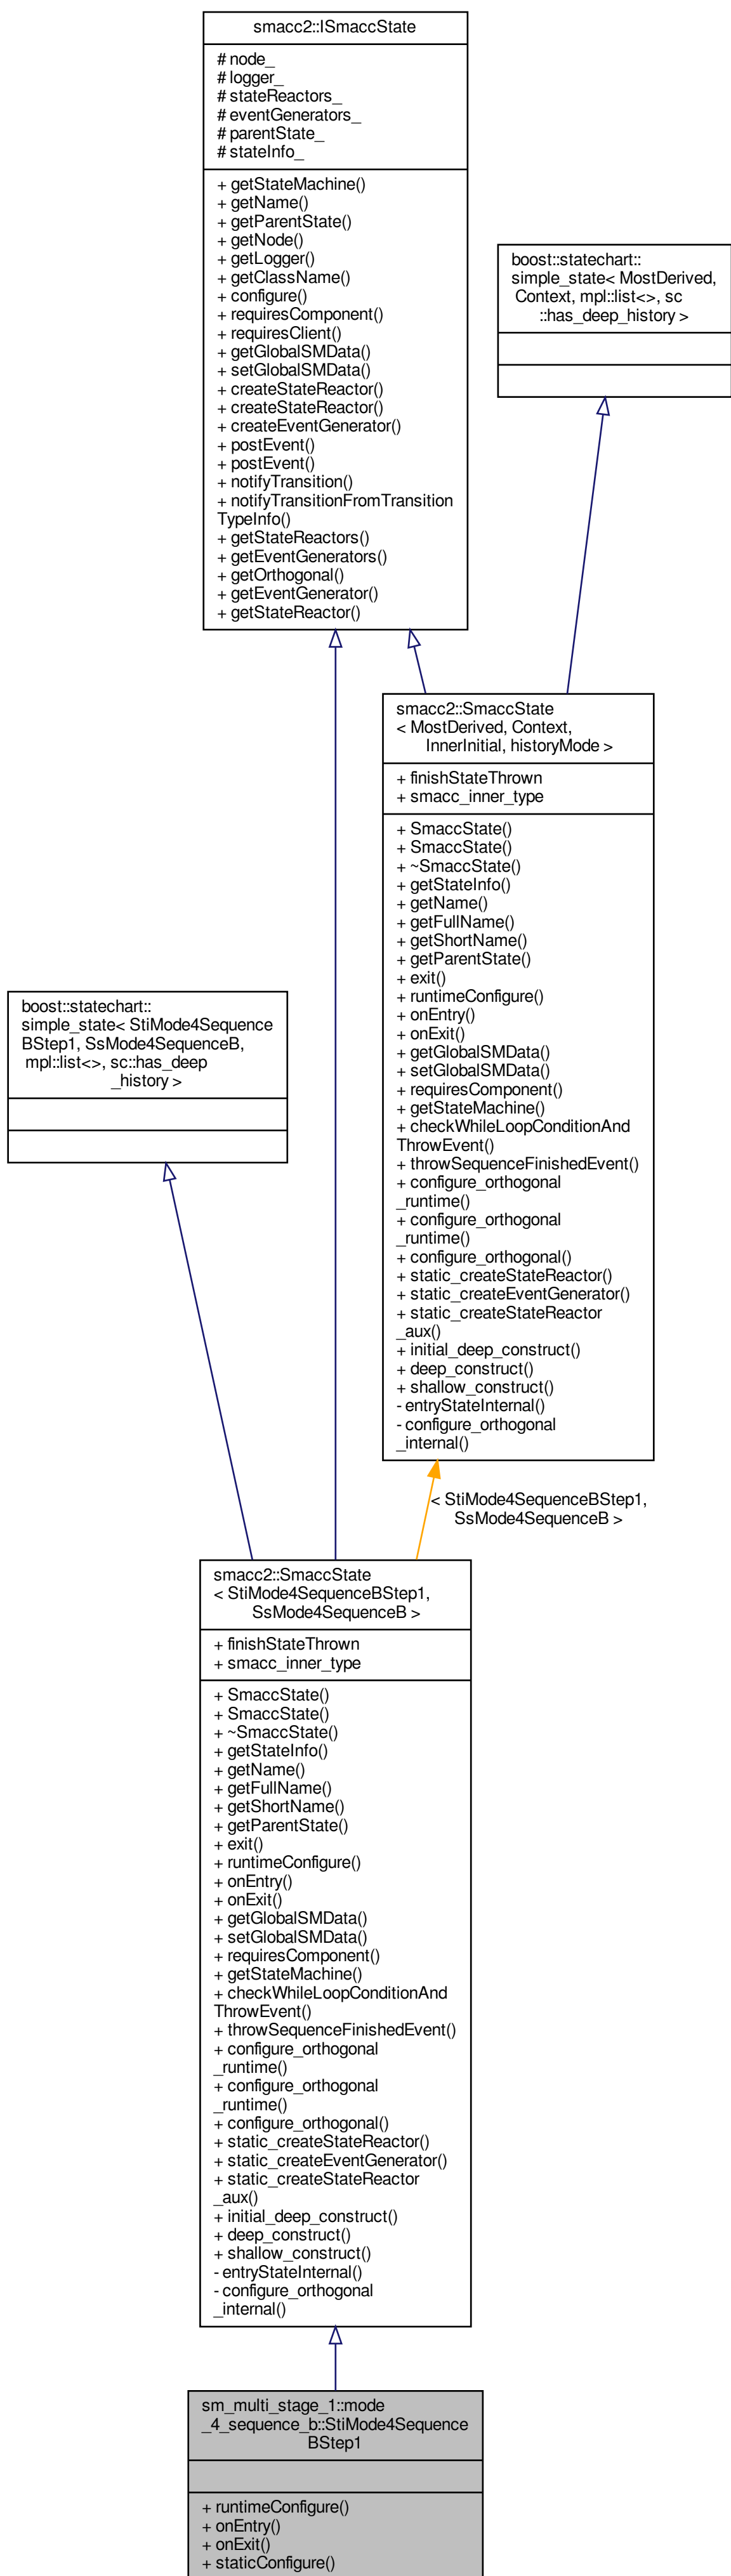 smacc2::ISmaccState
# node_
# logger_
# stateReactors_
# eventGenerators_
# parentState_
# stateInfo_
+ getStateMachine()
+ getName()
+ getParentState()
+ getNode()
+ getLogger()
+ getClassName()
+ configure()
+ requiresComponent()
+ requiresClient()
+ getGlobalSMData()
+ setGlobalSMData()
+ createStateReactor()
+ createStateReactor()
+ createEventGenerator()
+ postEvent()
+ postEvent()
+ notifyTransition()
+ notifyTransitionFromTransition
TypeInfo()
+ getStateReactors()
+ getEventGenerators()
+ getOrthogonal()
+ getEventGenerator()
+ getStateReactor()
boost::statechart::
simple_state< MostDerived,
Context, mpl::list<>, sc
::has_deep_history >
smacc2::SmaccState
< MostDerived, Context,
InnerInitial, historyMode >
+ finishStateThrown
+ smacc_inner_type
+ SmaccState()
+ SmaccState()
+ ~SmaccState()
+ getStateInfo()
+ getName()
+ getFullName()
+ getShortName()
+ getParentState()
+ exit()
+ runtimeConfigure()
+ onEntry()
+ onExit()
+ getGlobalSMData()
+ setGlobalSMData()
+ requiresComponent()
+ getStateMachine()
+ checkWhileLoopConditionAnd
ThrowEvent()
+ throwSequenceFinishedEvent()
+ configure_orthogonal
_runtime()
+ configure_orthogonal
_runtime()
+ configure_orthogonal()
+ static_createStateReactor()
+ static_createEventGenerator()
+ static_createStateReactor
_aux()
+ initial_deep_construct()
+ deep_construct()
+ shallow_construct()
- entryStateInternal()
- configure_orthogonal
_internal()
boost::statechart::
simple_state< StiMode4Sequence
BStep1, SsMode4SequenceB,
mpl::list<>, sc::has_deep
_history >
< StiMode4SequenceBStep1,
SsMode4SequenceB >
smacc2::SmaccState
< StiMode4SequenceBStep1,
SsMode4SequenceB >
+ finishStateThrown
+ smacc_inner_type
+ SmaccState()
+ SmaccState()
+ ~SmaccState()
+ getStateInfo()
+ getName()
+ getFullName()
+ getShortName()
+ getParentState()
+ exit()
+ runtimeConfigure()
+ onEntry()
+ onExit()
+ getGlobalSMData()
+ setGlobalSMData()
+ requiresComponent()
+ getStateMachine()
+ checkWhileLoopConditionAnd
ThrowEvent()
+ throwSequenceFinishedEvent()
+ configure_orthogonal
_runtime()
+ configure_orthogonal
_runtime()
+ configure_orthogonal()
+ static_createStateReactor()
+ static_createEventGenerator()
+ static_createStateReactor
_aux()
+ initial_deep_construct()
+ deep_construct()
+ shallow_construct()
- entryStateInternal()
- configure_orthogonal
_internal()
sm_multi_stage_1::mode
_4_sequence_b::StiMode4Sequence
BStep1
+ runtimeConfigure()
+ onEntry()
+ onExit()
+ staticConfigure()